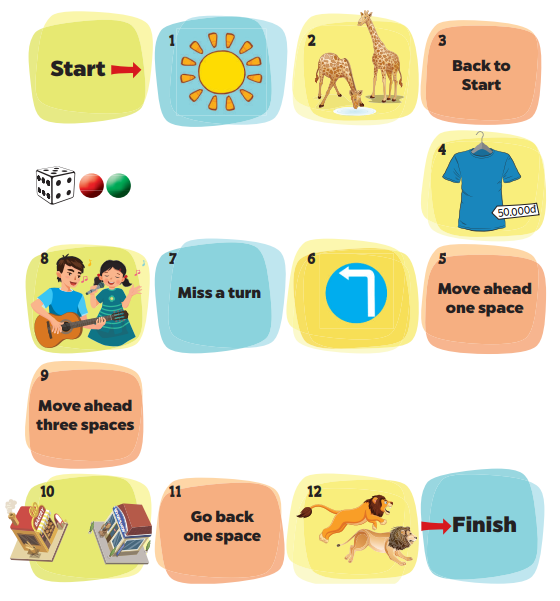 Start
1
2
3
Back to
Start
4
50.000đ
5
Move ahead
one space
6
7
Miss a turn
8
9
Move ahead
three spaces
10
11
Go back
one space
12
Finish